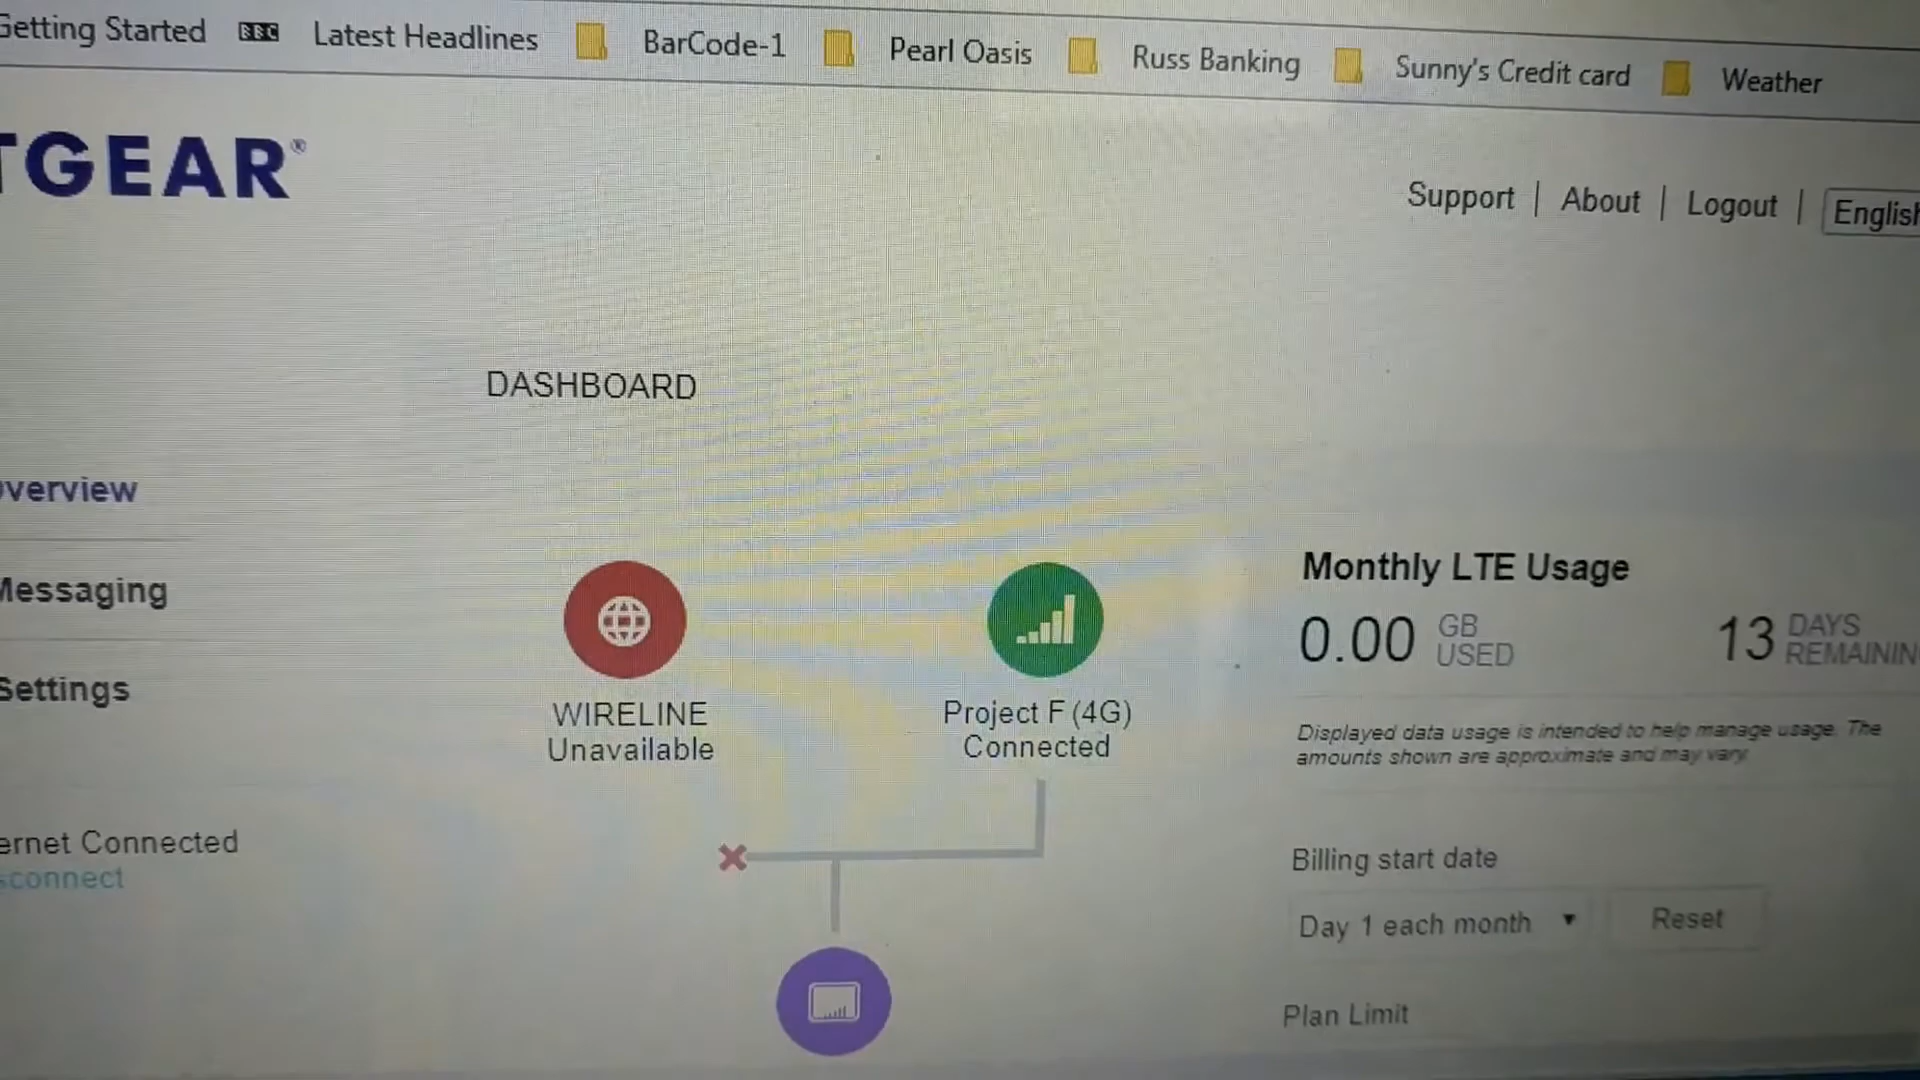 Getting Started BBC Latest Headlines BarCode-1 Pearl Oasis Russ Banking Sunny's Credit card Weather
TGEAR®
Support | About | Logout | English
DASHBOARD
verview
Messaging
Settings
ernet Connected
sconnect
WIRELINE
Unavailable
Project F (4G)
Connected
Monthly LTE Usage
0.00 GB USED
13 DAYS REMAININ
Displayed data usage is intended to help manage usage. The
amounts shown are approximate and may vary
Billing start date
Day 1 each month
Reset
Plan Limit